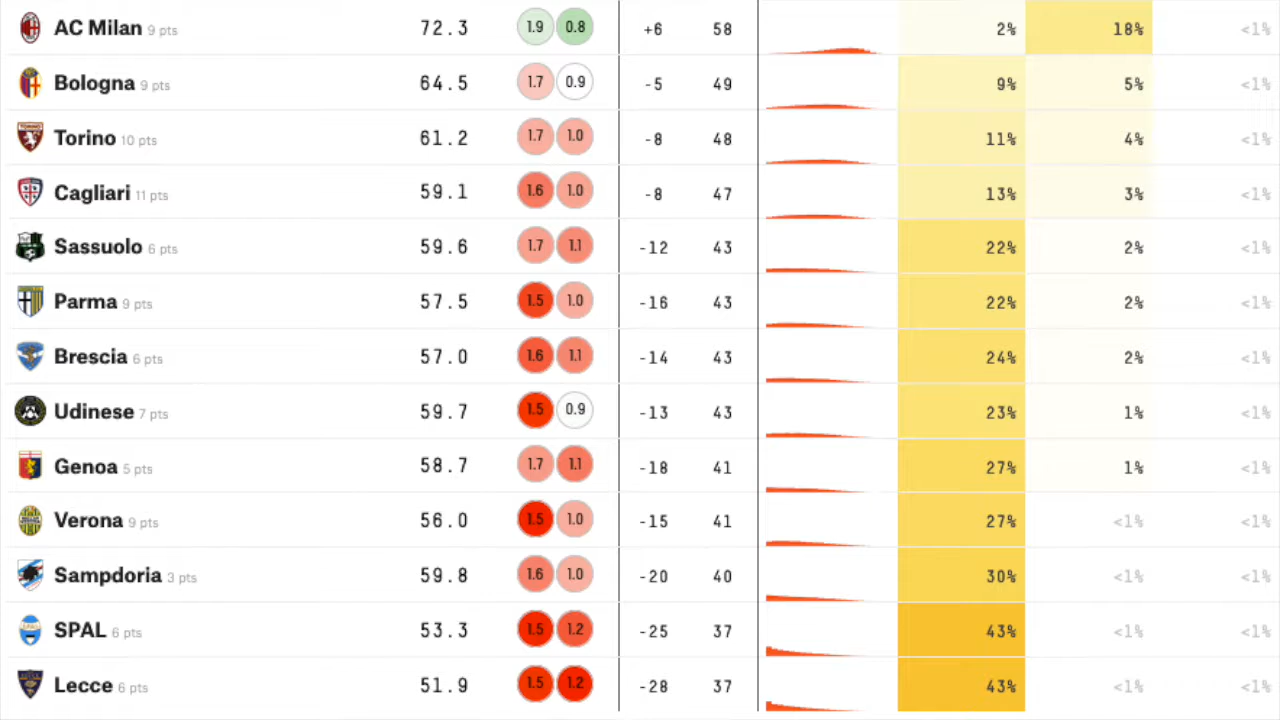 AC Milan 9 pts 72.3 1.9 0.8 +6 58 2% 18% <1%
Bologna 9 pts 64.5 1.7 0.9 -5 49 9% 5% <1%
Torino 10 pts 61.2 1.7 1.0 -8 48 11% 4% <1%
Cagliari 11 pts 59.1 1.6 1.0 -8 47 13% 3% <1%
Sassuolo 6 pts 59.6 1.7 1.1 -12 43 22% 2% <1%
Parma 9 pts 57.5 1.5 1.0 -16 43 22% 2% <1%
Brescia 6 pts 57.0 1.6 1.1 -14 43 24% 2% <1%
Udinese 7 pts 59.7 1.5 0.9 -13 43 23% 1% <1%
Genoa 5 pts 58.7 1.7 1.1 -18 41 27% 1% <1%
Verona 9 pts 56.0 1.5 1.0 -15 41 27% <1% <1%
Sampdoria 3 pts 59.8 1.6 1.0 -20 40 30% <1% <1%
SPAL 6 pts 53.3 1.5 1.2 -25 37 43% <1% <1%
Lecce 6 pts 51.9 1.5 1.2 -28 37 43% <1% <1%